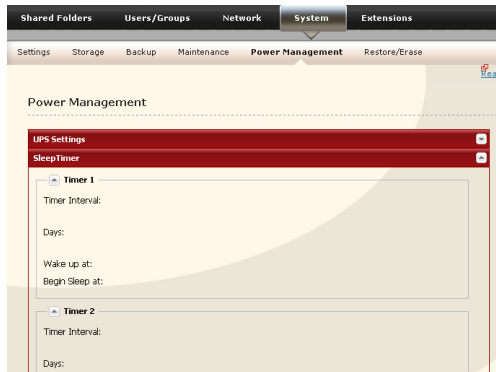 Shared Folders Users/Groups Network System Extensions
Settings Storage Backup Maintenance Power Management Restore/Erase
Power Management
UPS Settings
SleepTimer
Timer 1
Timer Interval:
Days:
Wake up at:
Begin Sleep at:
Timer 2
Timer Interval:
Days: